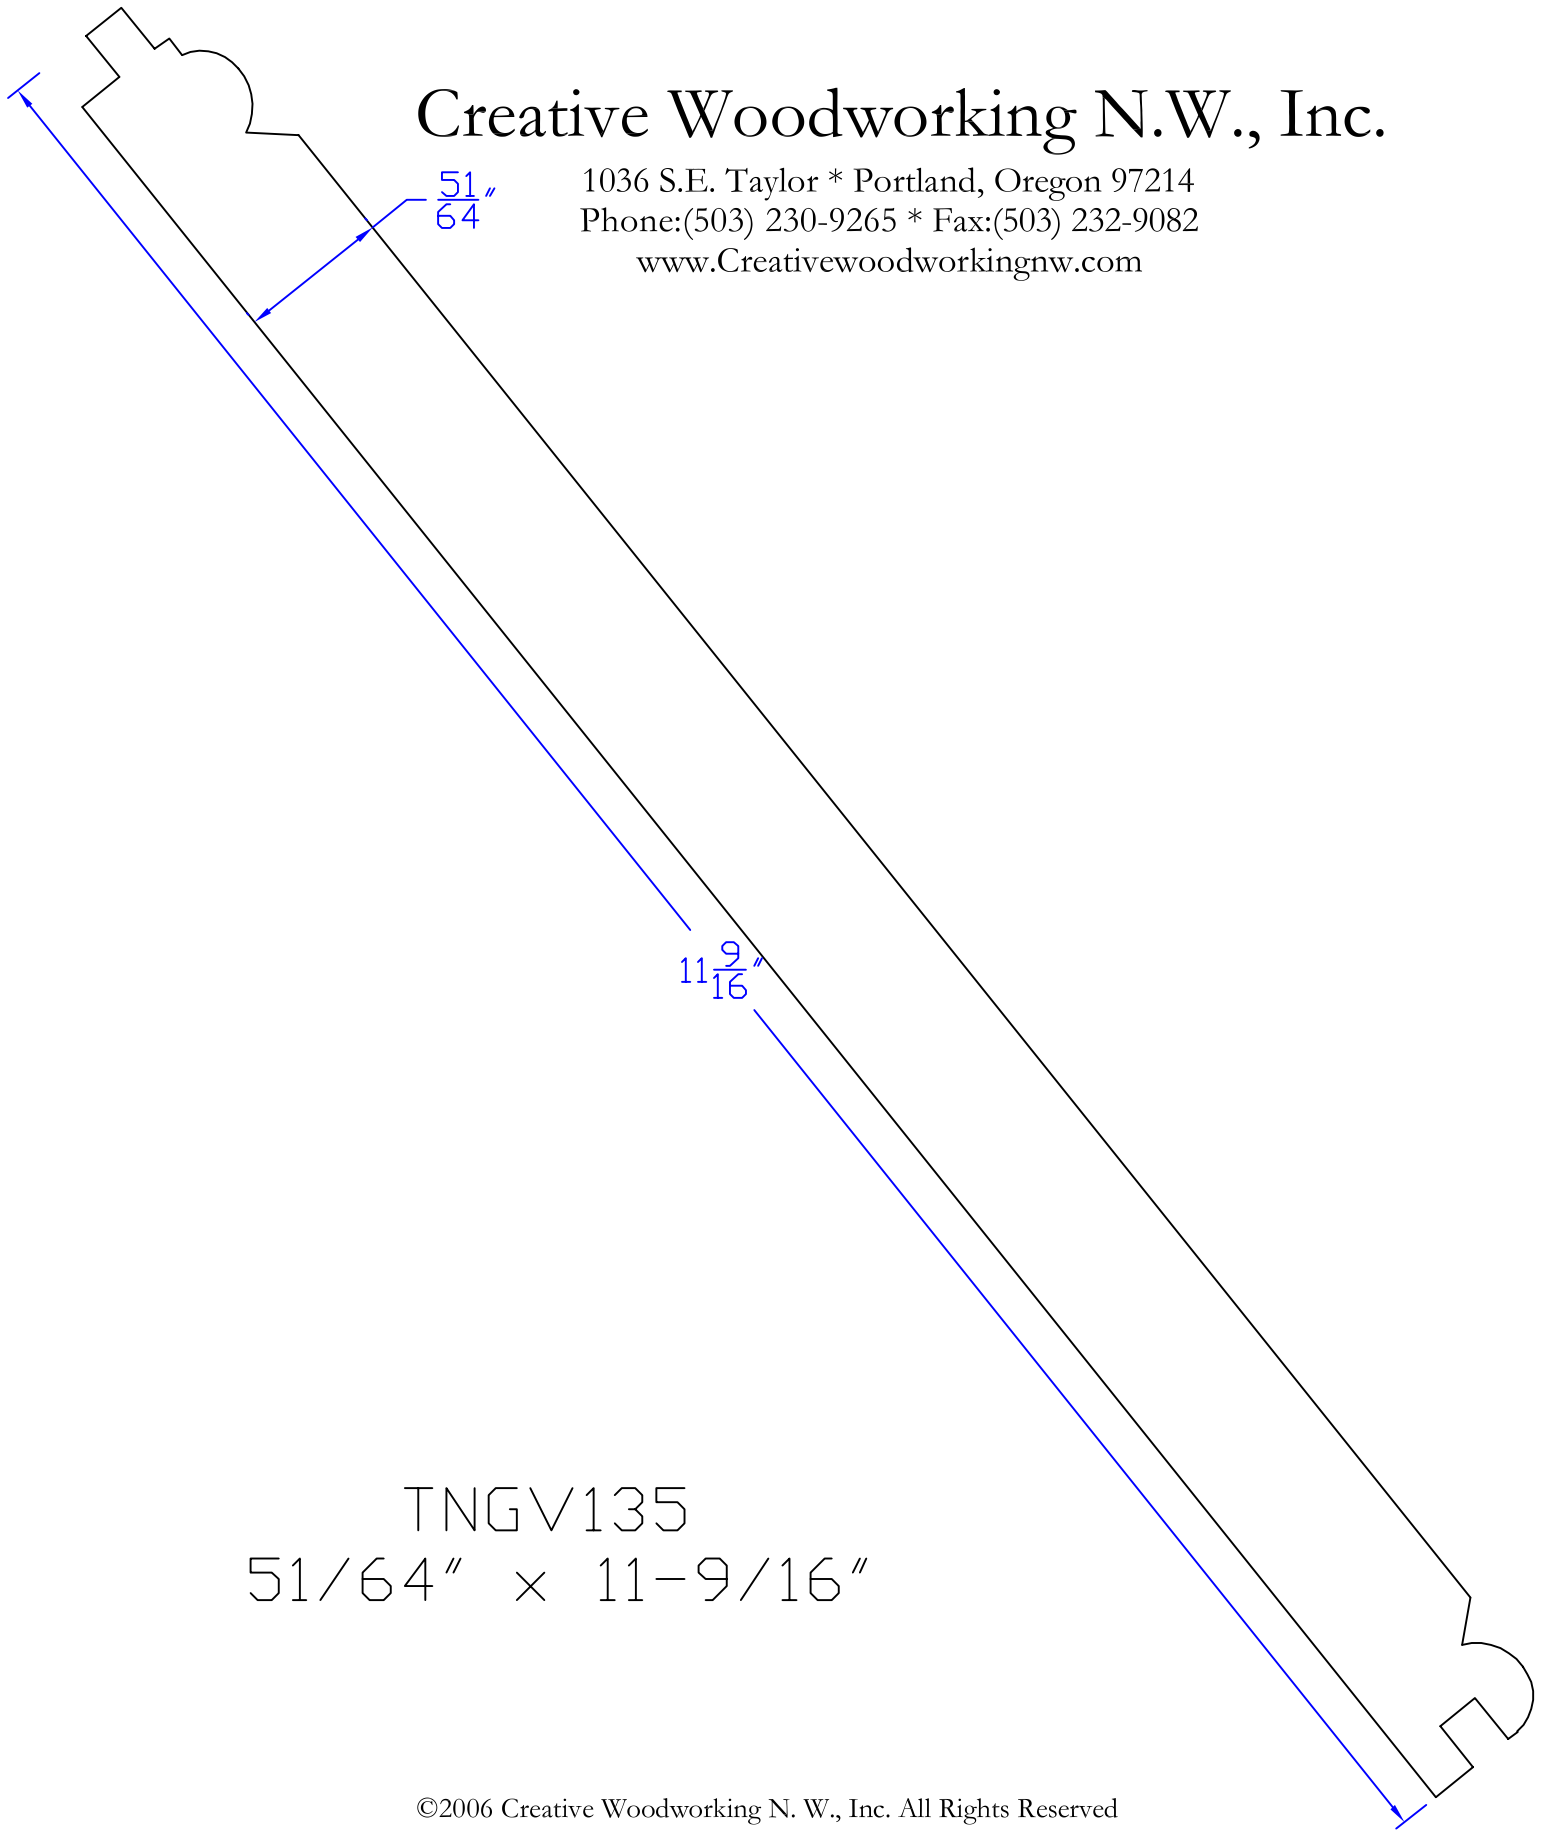 Creative Woodworking N.W., Inc.
1036 S.E. Taylor * Portland, Oregon 97214
Phone:(503) 230-9265 * Fax:(503) 232-9082
www.Creativewoodworkingnw.com
51/64"
11 9/16"
TNGV135
51/64" x 11-9/16"
©2006 Creative Woodworking N. W., Inc. All Rights Reserved